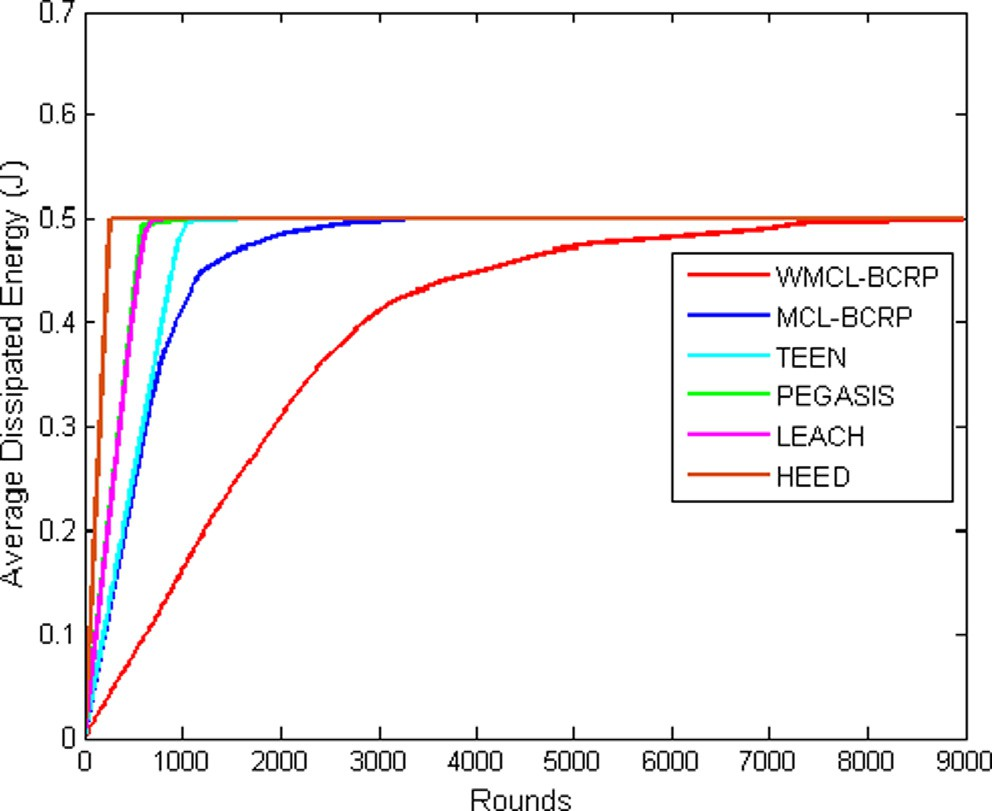 0.7
0.6
0.5
0.4
0.3
0.2
0.1
0
Average Dissipated Energy (J)
WMCL-BCRP
MCL-BCRP
TEEN
PEGASIS
LEACH
HEED
0 1000 2000 3000 4000 5000 6000 7000 8000 9000
Rounds